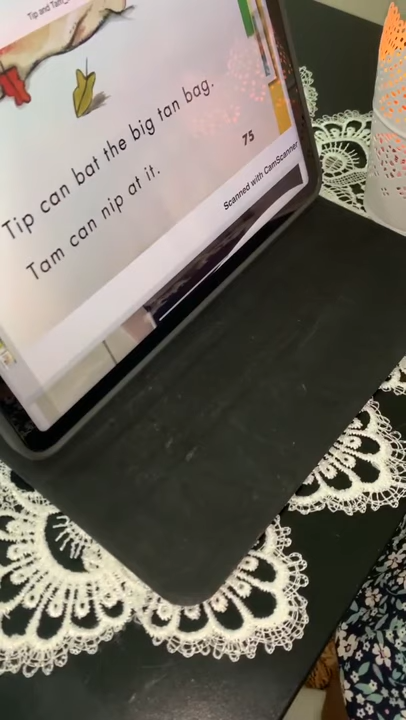 Tip and Tam
Tip can bat the big tan bag.
Tam can nip at it.
75
Scanned with CamScanner